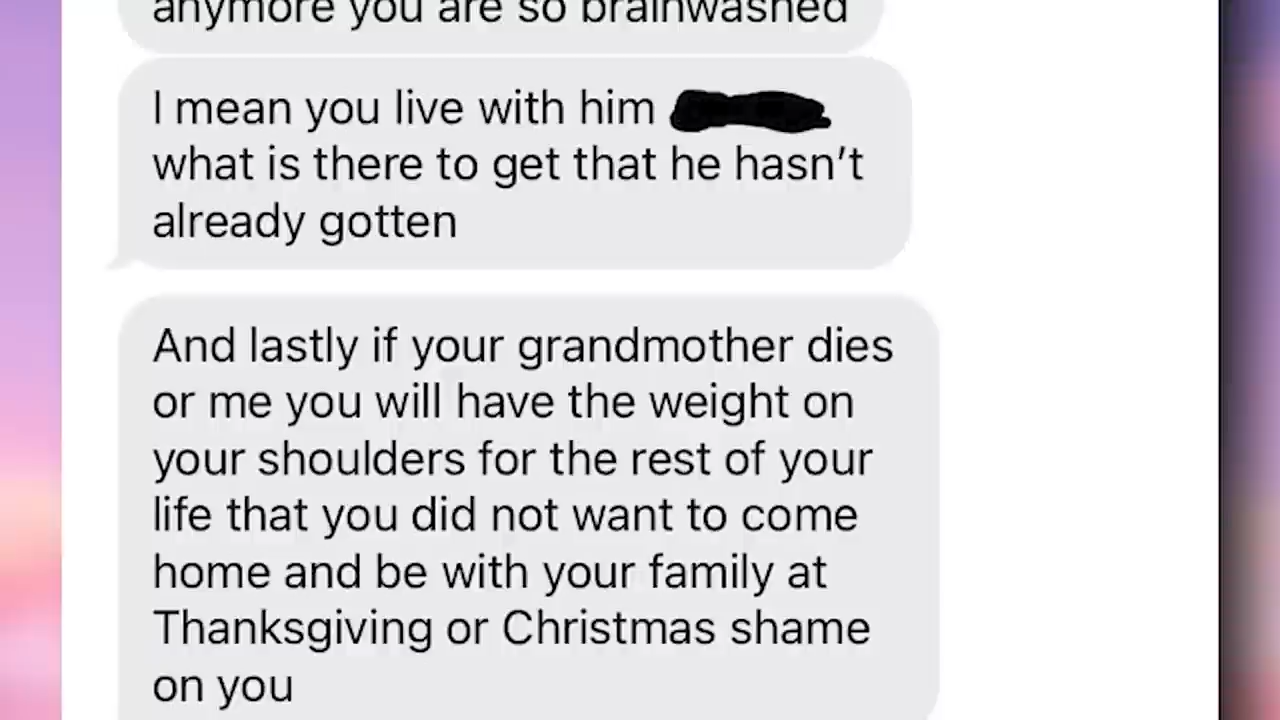 anymore you are so brainwashed
I mean you live with him
what is there to get that he hasn't
already gotten
And lastly if your grandmother dies
or me you will have the weight on
your shoulders for the rest of your
life that you did not want to come
home and be with your family at
Thanksgiving or Christmas shame
on you